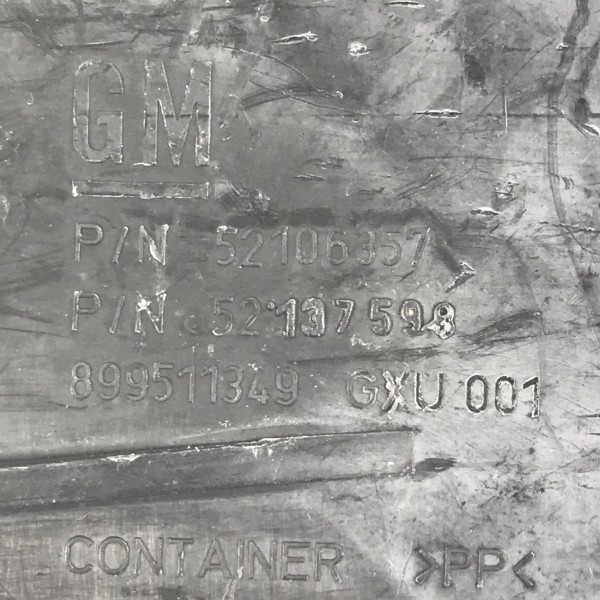 GM
P/N 52106357
P/N 52137598
899511349 GXU 001
CONTAINER >PP<